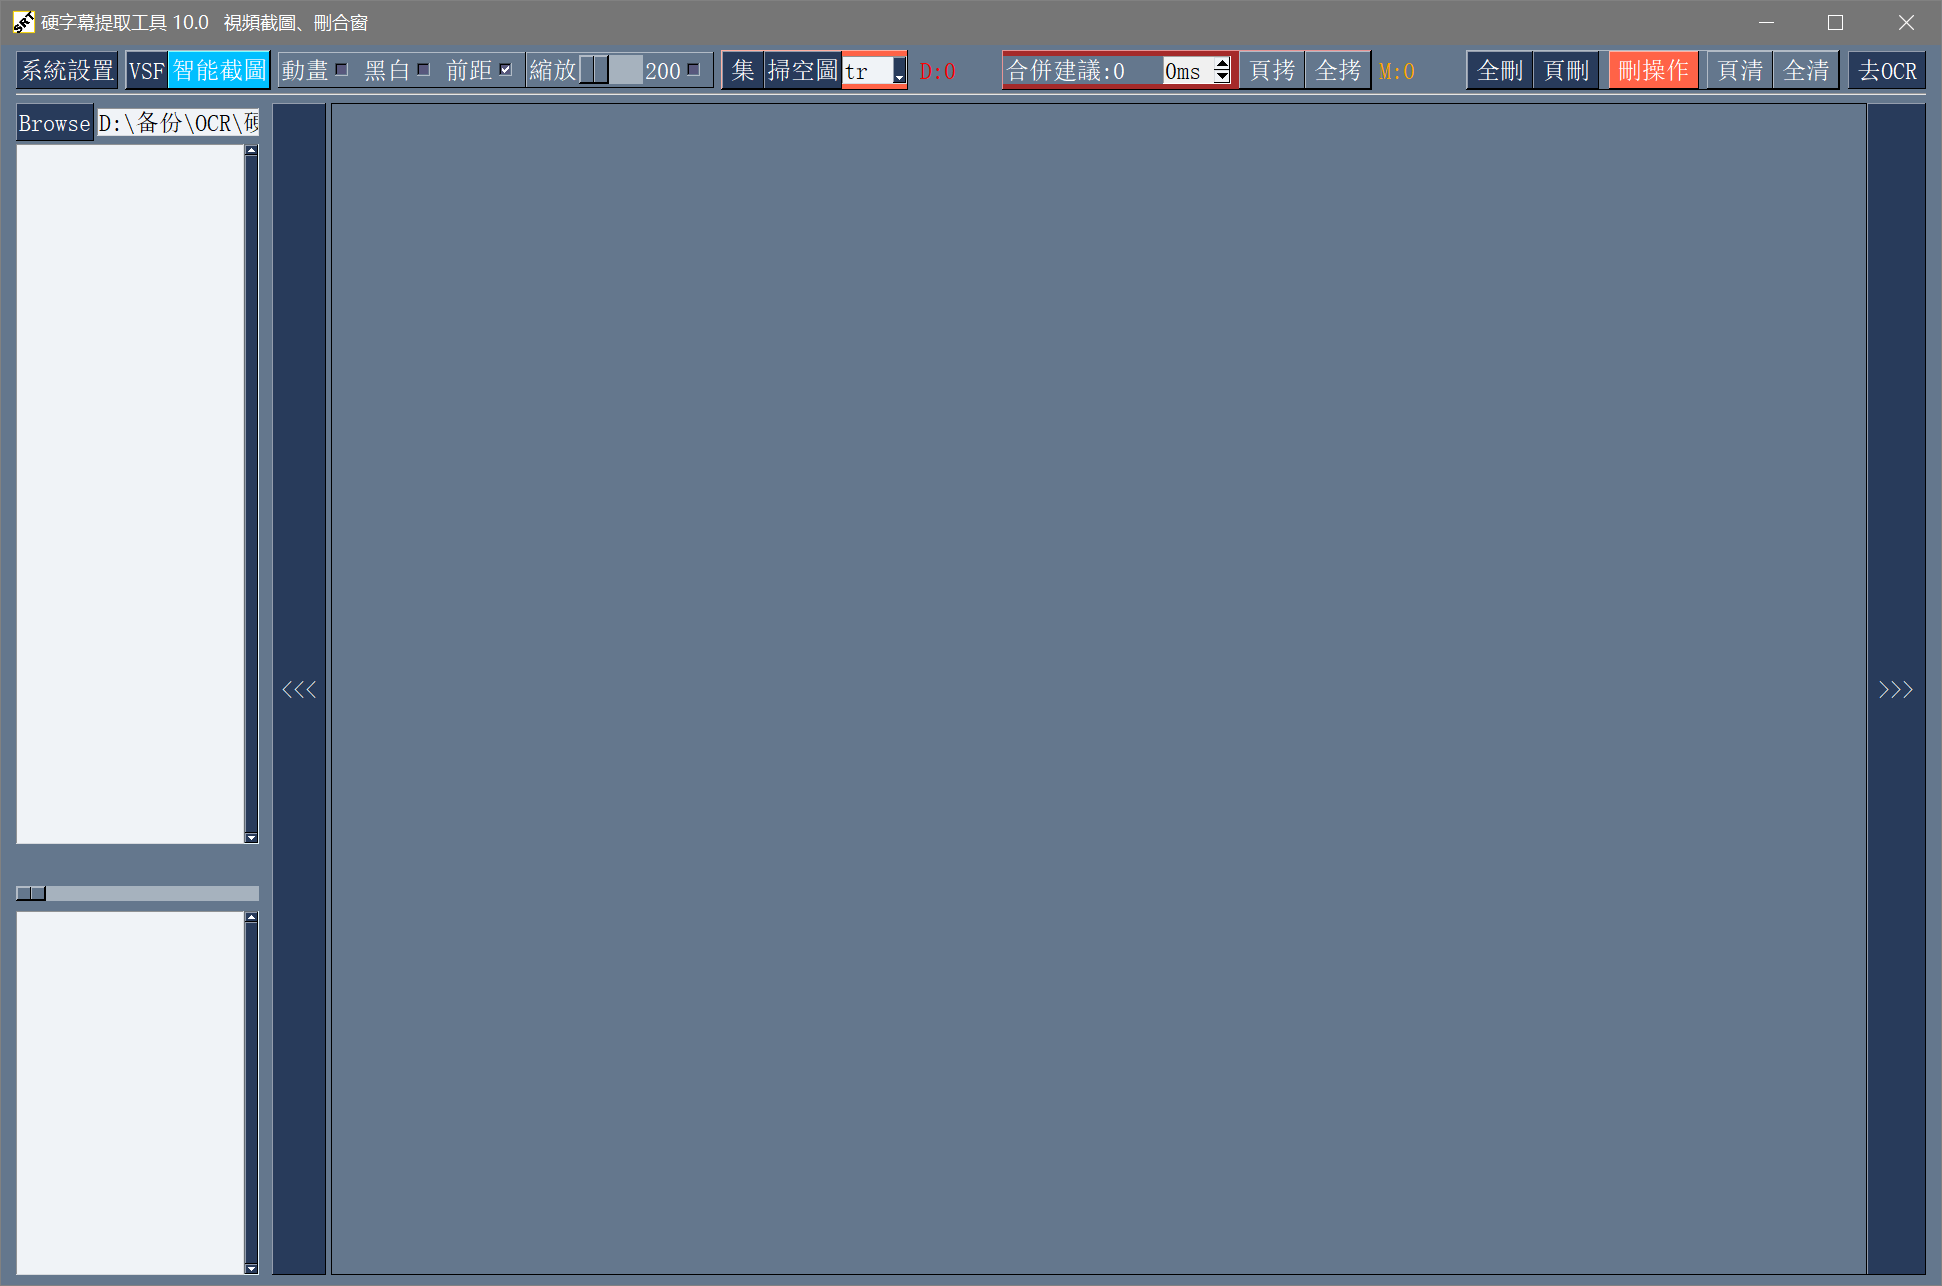 SRT 硬字幕提取工具 10.0 視頻截圖、刪合窗
系統設置 VSF 智能截圖 動畫 黑白 前距 縮放 200 集 掃空圖 tr D:0 合併建議:0 0ms 頁拷 全拷 M:0 全刪 頁刪 刪操作 頁清 全清 去OCR
Browse D:\备份\OCR\硬
<<<
>>>